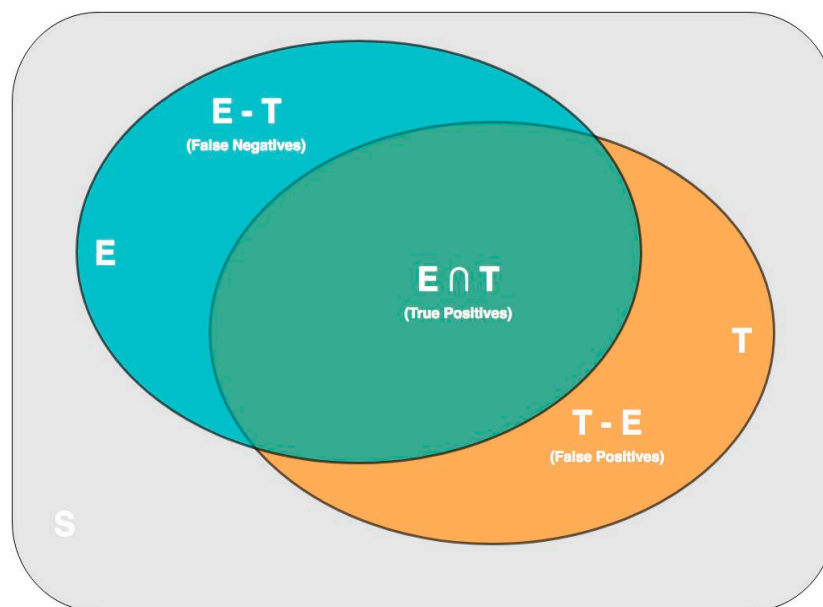 E - T
(False Negatives)
E
E ∩ T
(True Positives)
T
T - E
(False Positives)
S